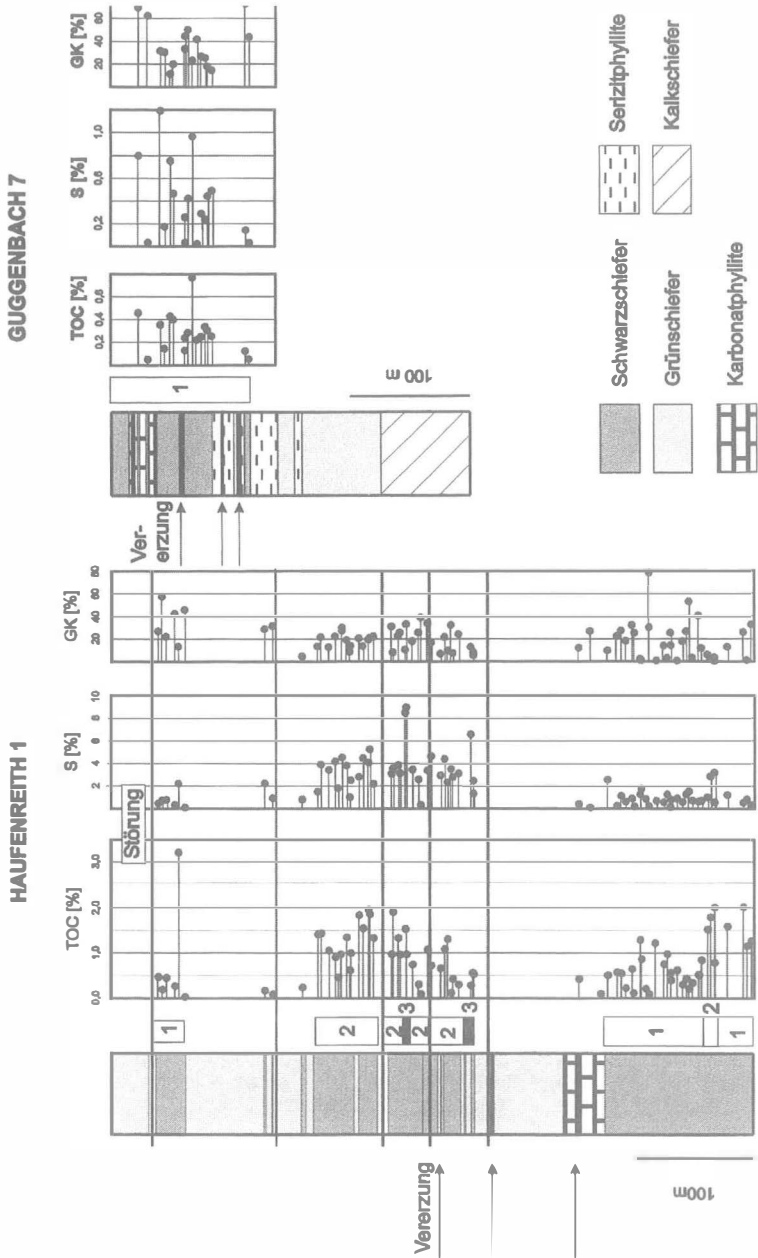 GUGGENBACH 7
TOC [%]
0,2 0,4 0,6
S [%]
0,2 0,6 1,0
GK [%]
20 40 60
1
Ver-
erzung
100 m
HAUFENREITH 1
Störung
TOC [%]
0,0 1,0 2,0 3,0
S [%]
2 4 6 8 10
GK [%]
20 40 60 80
1
2
2
3
2
2
3
1
2
1
Vererzung
100m
Schwarzschiefer
Grünschiefer
Karbonatphyllite
Serizitphyllite
Kalkschiefer